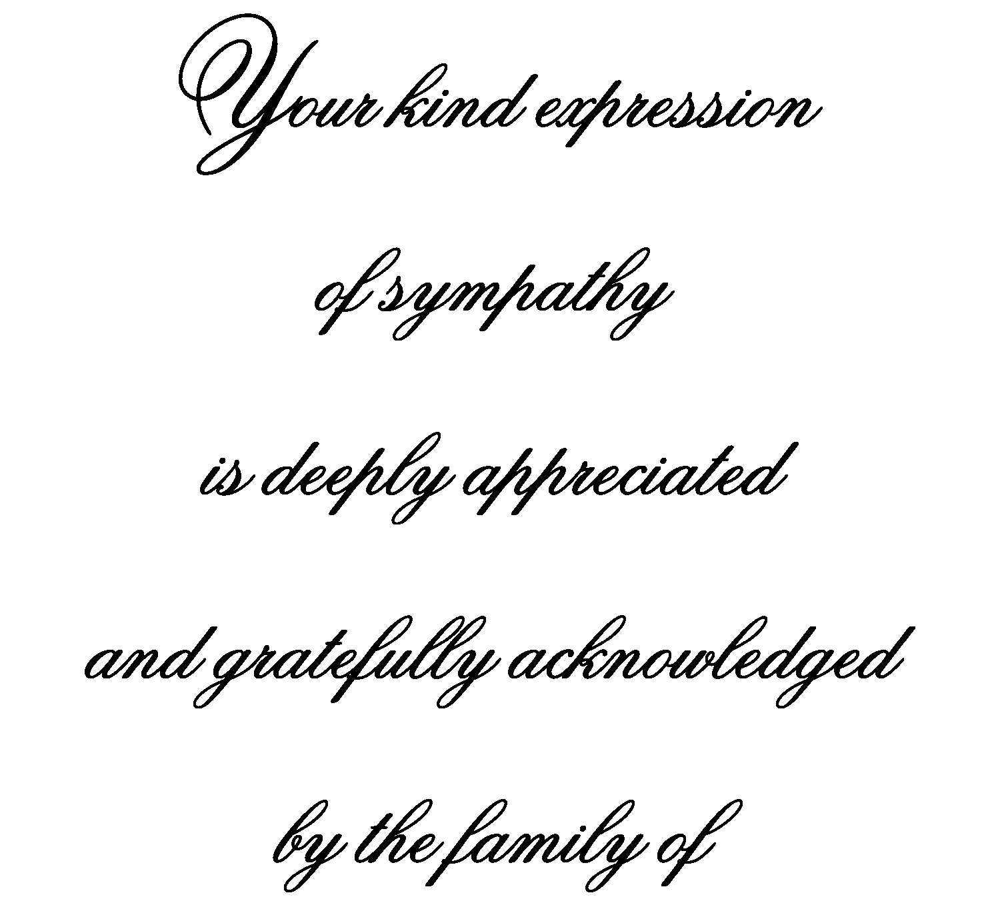 Your kind expression
of sympathy
is deeply appreciated
and gratefully acknowledged
by the family of